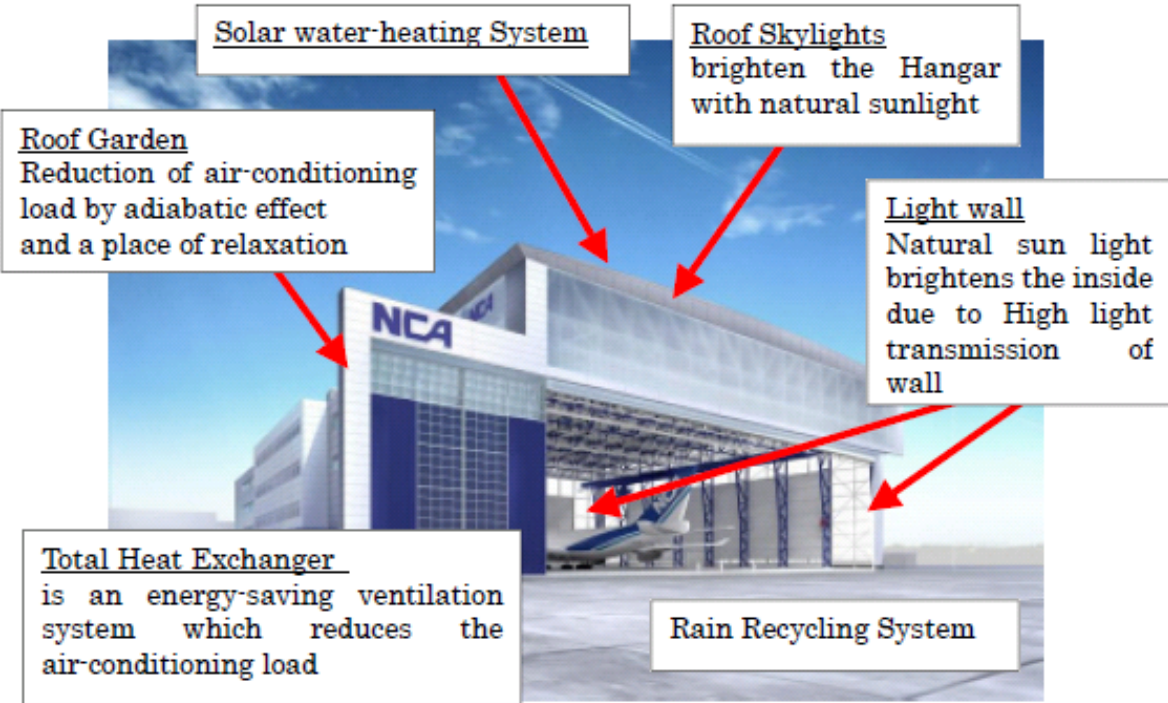 Solar water-heating System
Roof Skylights
brighten the Hangar
with natural sunlight
Roof Garden
Reduction of air-conditioning
load by adiabatic effect
and a place of relaxation
Light wall
Natural sun light
brightens the inside
due to High light
transmission of
wall
NCA
NCA
Total Heat Exchanger
is an energy-saving ventilation
system which reduces the
air-conditioning load
Rain Recycling System